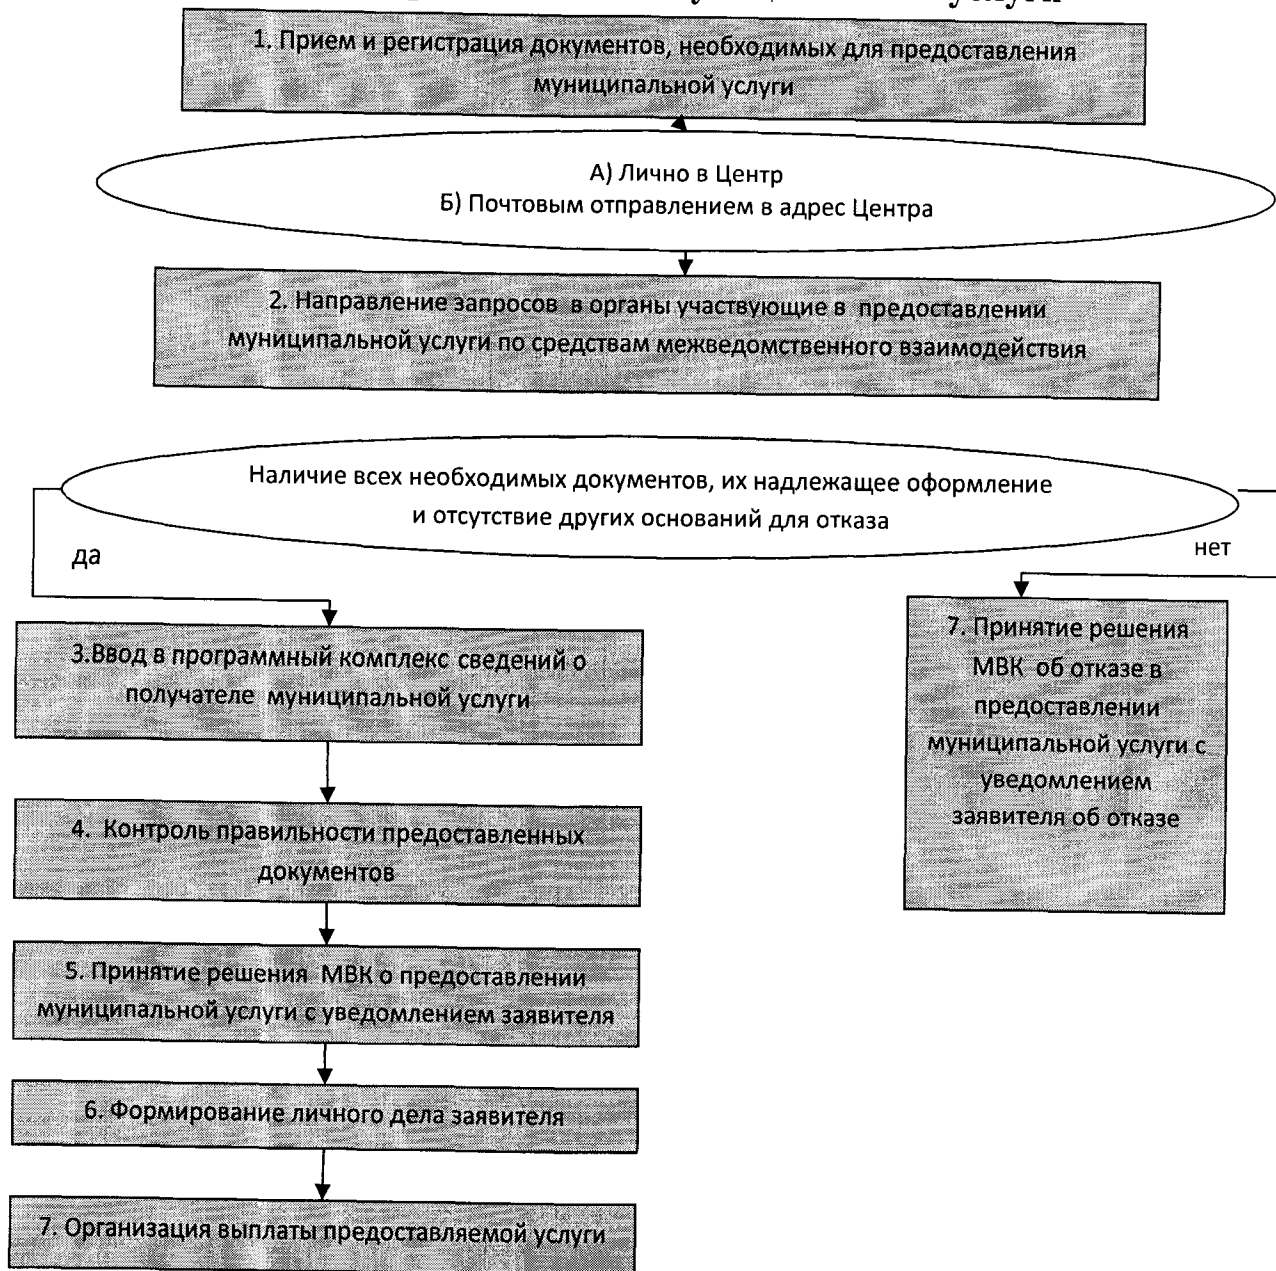 услуги
1. Прием и регистрация документов, необходимых для предоставления
муниципальной услуги
А) Лично в Центр
Б) Почтовым отправлением в адрес Центра
2. Направление запросов в органы участвующие в предоставлении
муниципальной услуги по средствам межведомственного взаимодействия
Наличие всех необходимых документов, их надлежащее оформление
и отсутствие других оснований для отказа
да
нет
3.Ввод в программный комплекс сведений о
получателе муниципальной услуги
7. Принятие решения
МВК об отказе в
предоставлении
муниципальной услуги с
уведомлением
заявителя об отказе
4. Контроль правильности предоставленных
документов
5. Принятие решения МВК о предоставлении
муниципальной услуги с уведомлением заявителя
6. Формирование личного дела заявителя
7. Организация выплаты предоставляемой услуги